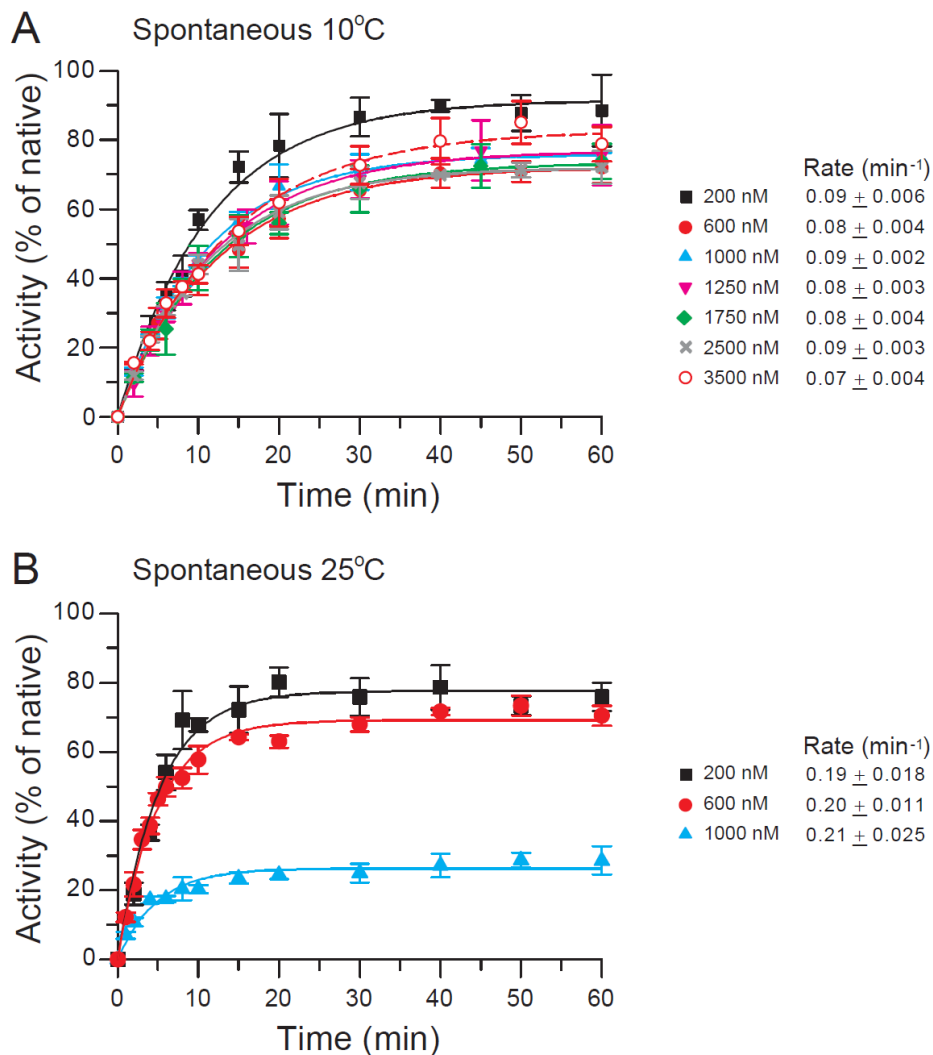 A
Spontaneous 10°C
Activity (% of native)
100
80
60
40
20
0
0 10 20 30 40 50 60
Time (min)
Rate (min-1)
200 nM 0.09 ± 0.006
600 nM 0.08 ± 0.004
1000 nM 0.09 ± 0.002
1250 nM 0.08 ± 0.003
1750 nM 0.08 ± 0.004
2500 nM 0.09 ± 0.003
3500 nM 0.07 ± 0.004
B
Spontaneous 25°C
Activity (% of native)
100
80
60
40
20
0
0 10 20 30 40 50 60
Time (min)
Rate (min-1)
200 nM 0.19 ± 0.018
600 nM 0.20 ± 0.011
1000 nM 0.21 ± 0.025